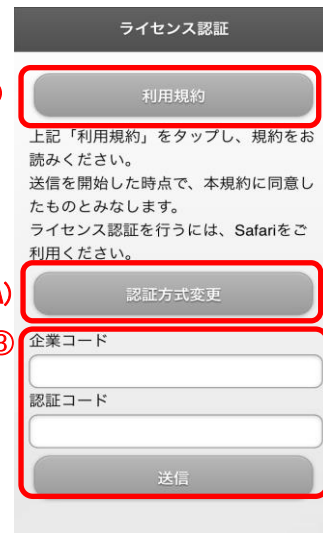 ライセンス認証
利用規約
上記「利用規約」をタップし、規約をお
読みください。
送信を開始した時点で、本規約に同意し
たものとみなします。
ライセンス認証を行うには、Safariをご
利用ください。
認証方式変更
③
企業コード
認証コード
送信